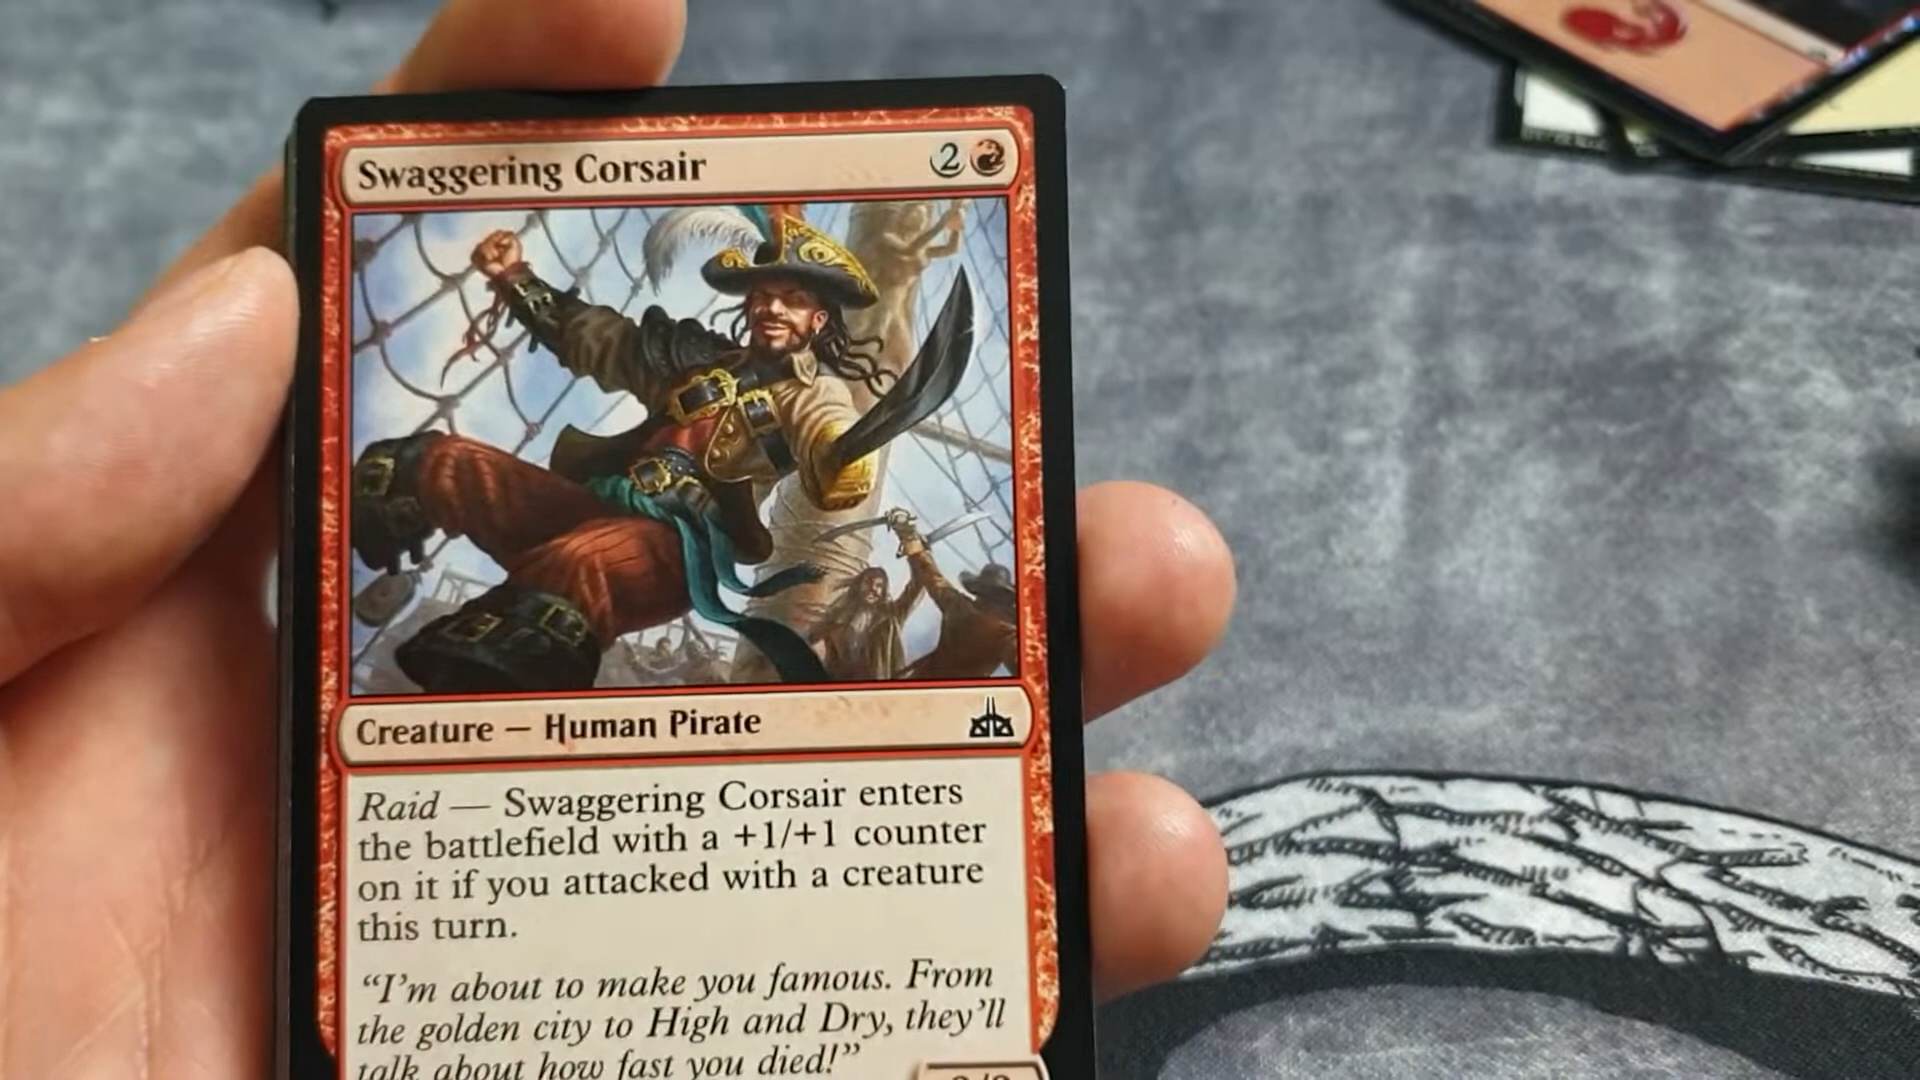 Swaggering Corsair 2
Creature — Human Pirate
Raid — Swaggering Corsair enters
the battlefield with a +1/+1 counter
on it if you attacked with a creature
this turn.
“I'm about to make you famous. From
the golden city to High and Dry, they'll
talk about how fast you died!”